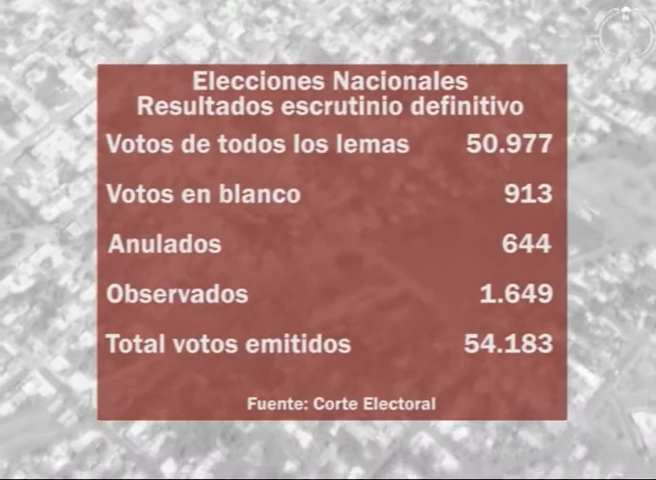 Elecciones Nacionales
Resultados escrutinio definitivo
Votos de todos los lemas 50.977
Votos en blanco 913
Anulados 644
Observados 1.649
Total votos emitidos 54.183
Fuente: Corte Electoral